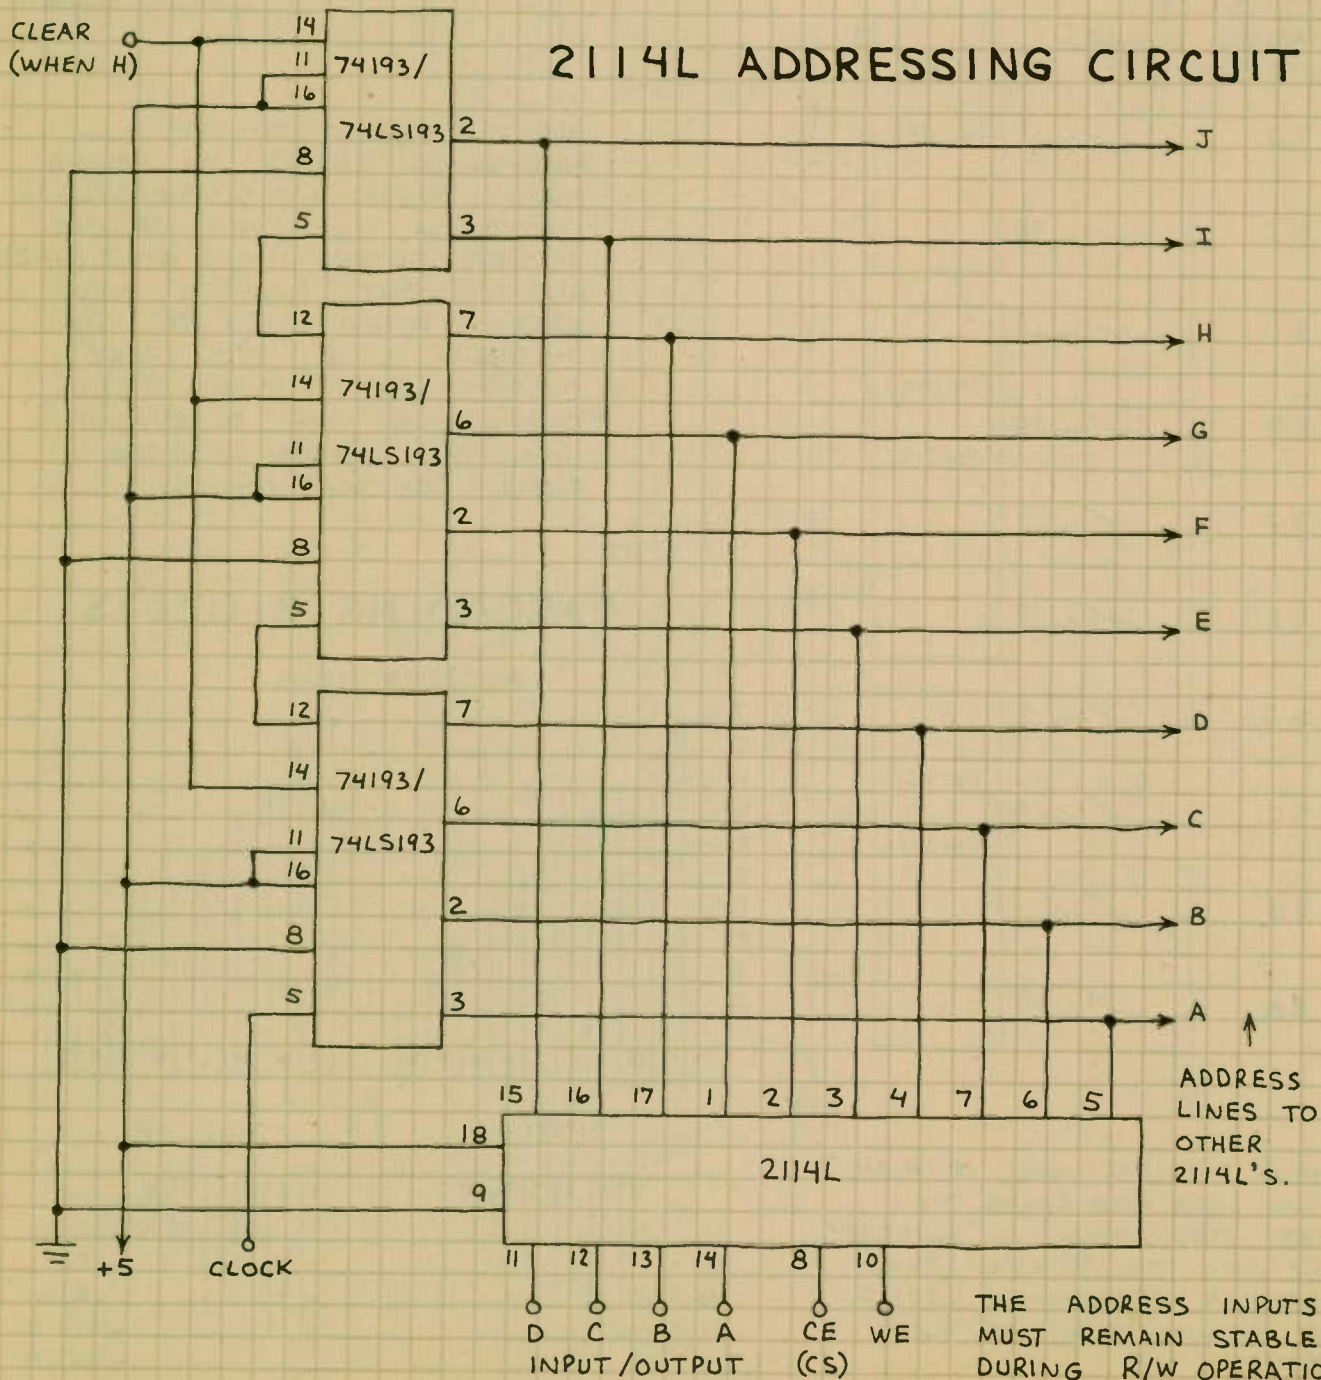 2114L ADDRESSING CIRCUIT
CLEAR
(WHEN H)
14
11
16
8
5
74193/
74LS193
2
3
J
I
12
14
11
16
8
5
74193/
74LS193
7
6
2
3
H
G
F
E
12
14
11
16
8
5
74193/
74LS193
7
6
2
3
D
C
B
A
ADDRESS
LINES TO
OTHER
2114L'S.
15 16 17 1 2 3 4 7 6 5
18
9
2114L
+5 CLOCK
11 12 13 14 8 10
D C B A CE WE
INPUT/OUTPUT (CS)
THE ADDRESS INPUTS
MUST REMAIN STABLE
DURING R/W OPERATIO